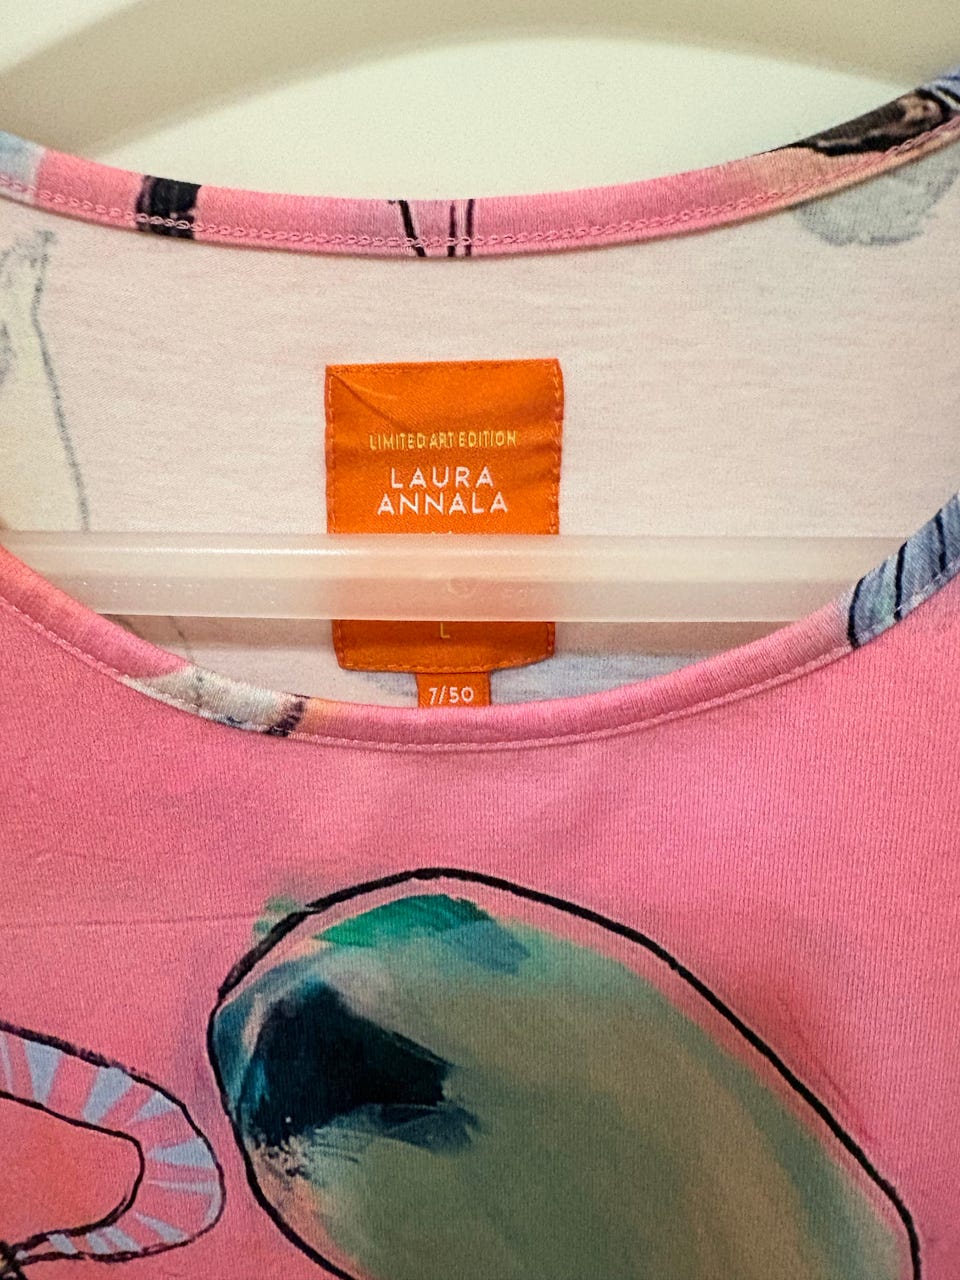 LIMITED ART EDITION
LAURA
ANNALA
L
7/50